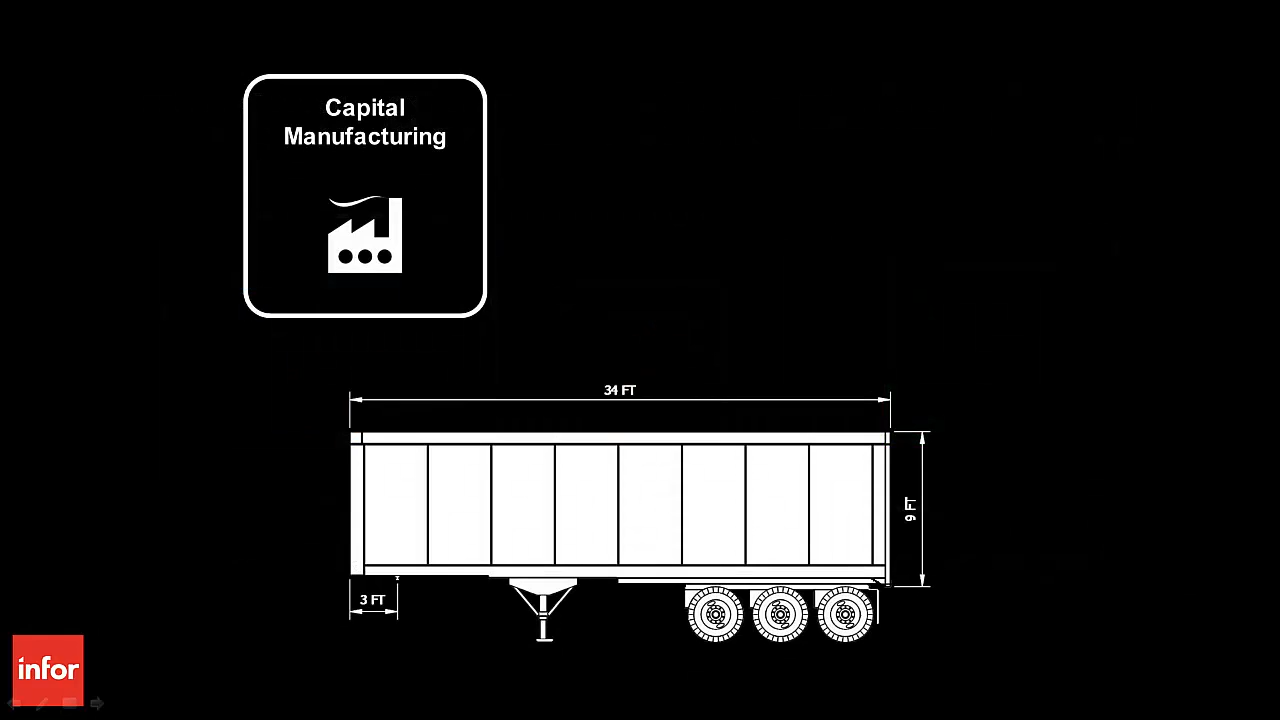 Capital
Manufacturing
34 FT
9 FT
3 FT
infor